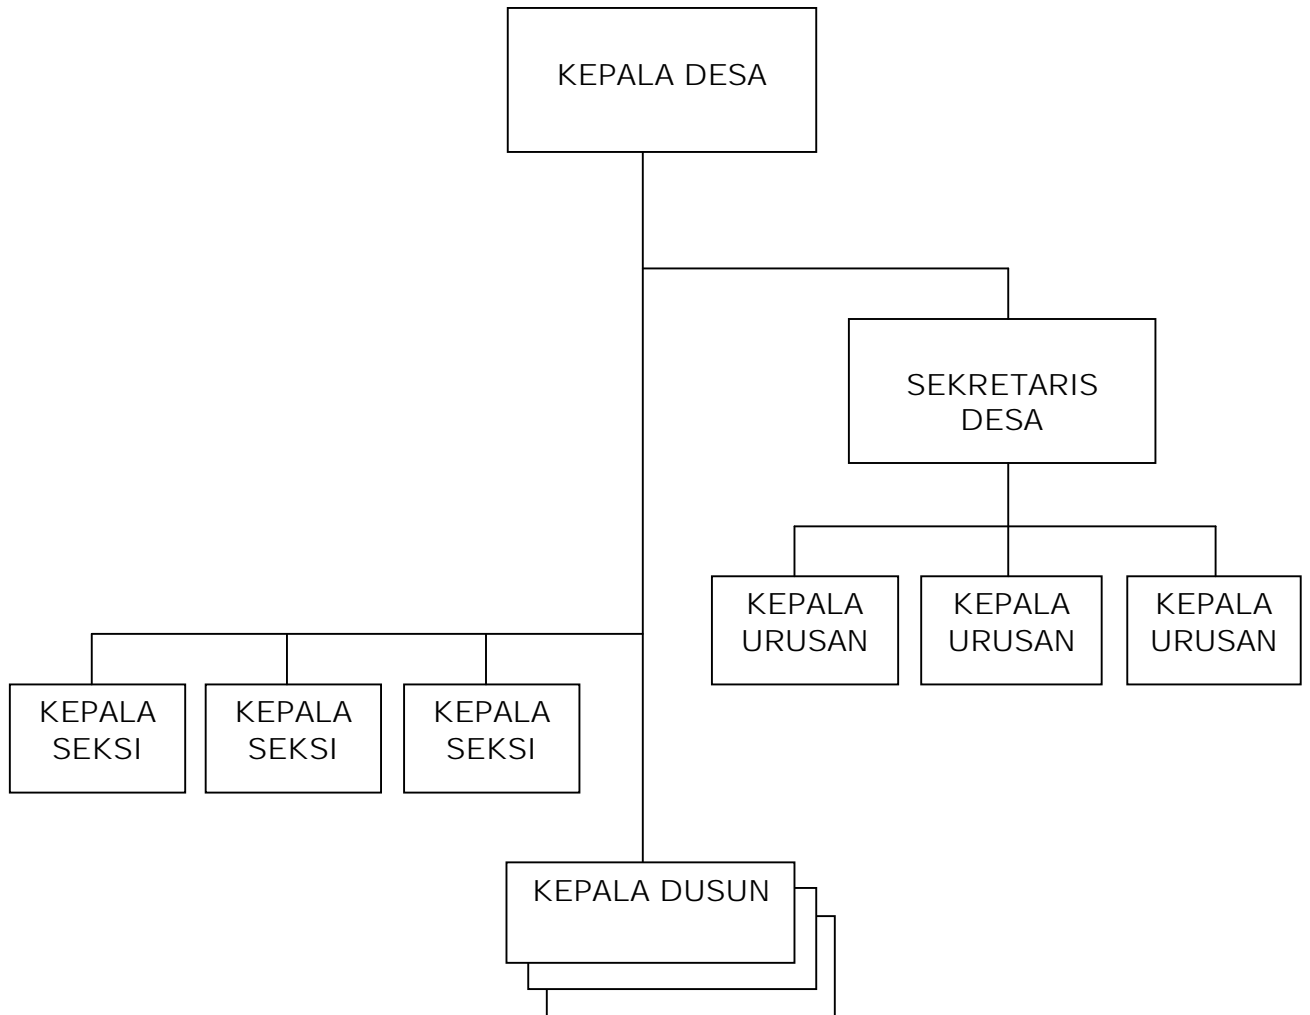 KEPALA DESA
SEKRETARIS
DESA
KEPALA
URUSAN
KEPALA
URUSAN
KEPALA
URUSAN
KEPALA
SEKSI
KEPALA
SEKSI
KEPALA
SEKSI
KEPALA DUSUN